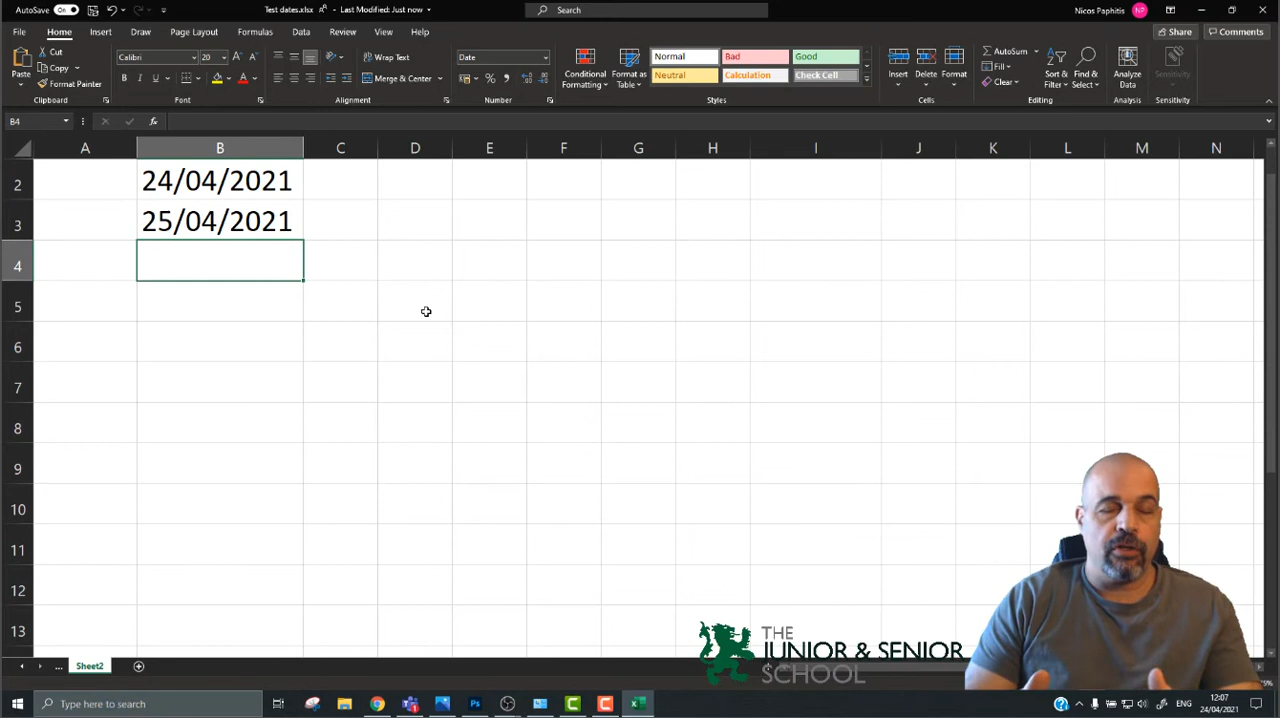 AutoSave On Test dates.xlsx Last Modified: Just now Search Nicos Paphitis NP
File Home Insert Draw Page Layout Formulas Data Review View Help Share Comments
Paste Cut Copy Format Painter Clipboard
Calibri 20 B I U A Font
Wrap Text Merge & Center Alignment
Date % Number
Conditional Formatting Format as Table Normal Bad Good Neutral Calculation Check Cell Styles
Insert Delete Format Cells
AutoSum Fill Clear Sort & Filter Find & Select Editing
Analyze Data Analysis Sensitivity Sensitivity
B4 fx
A B C D E F G H I J K L M N
2 24/04/2021
3 25/04/2021
4
5
6
7
8
9
10
11
12
13
THE
JUNIOR & SENIOR
SCHOOL
... Sheet2
Type here to search ENG 12:07
24/04/2021